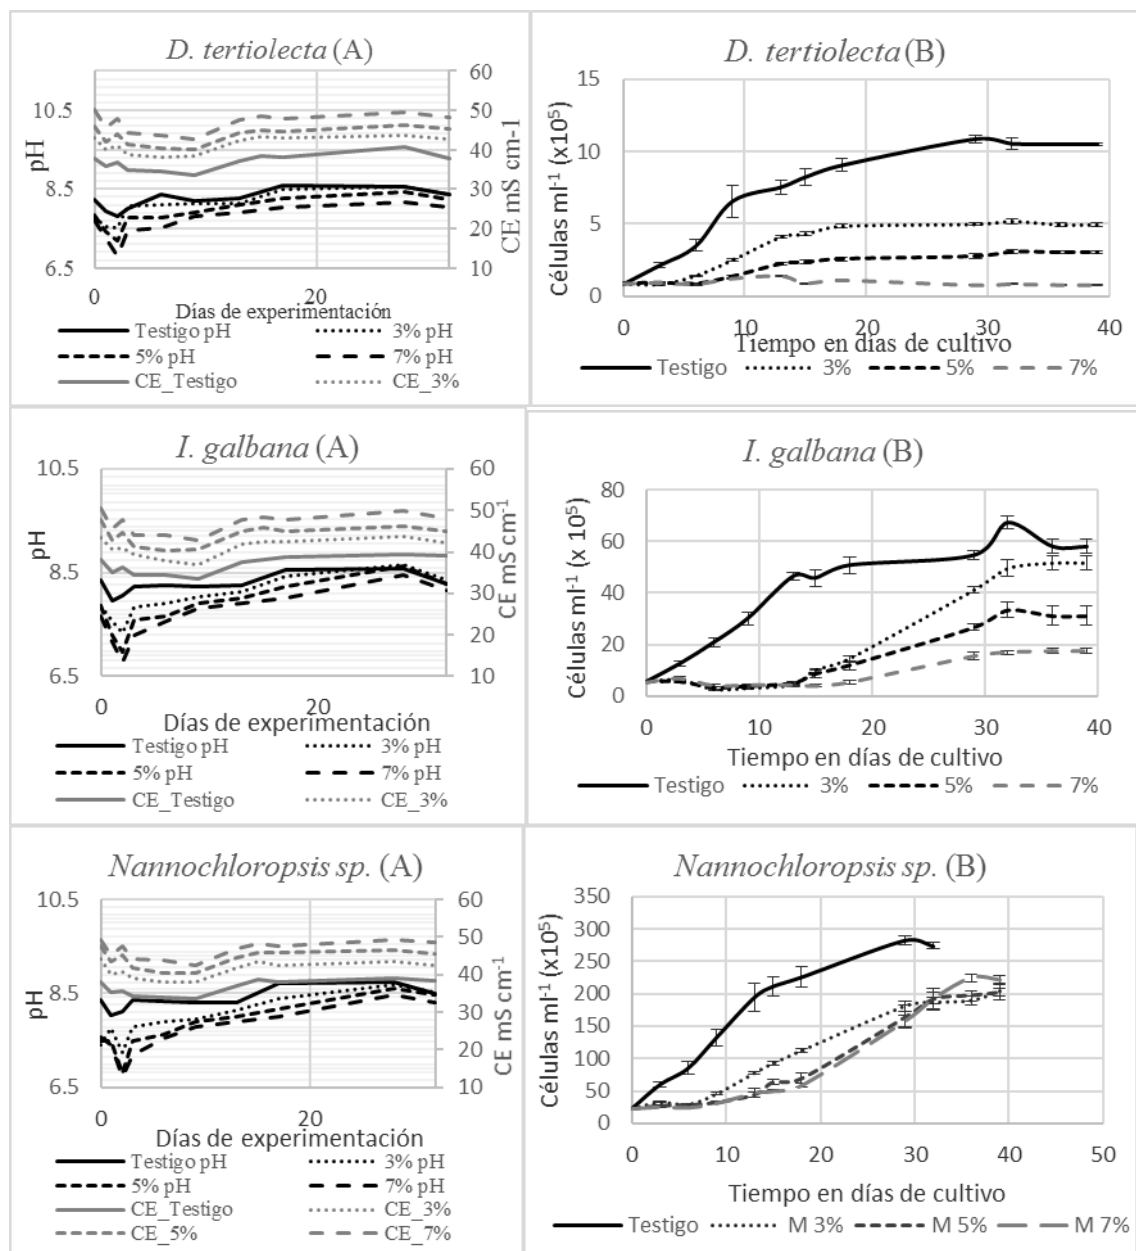 D. tertiolecta (A)
60
50
40
30
20
10
10.5
8.5
6.5
pH
CE mS cm-1
0 20
Días de experimentación
Testigo pH 3% pH
5% pH 7% pH
CE_Testigo CE_3%
D. tertiolecta (B)
15
10
5
0
Células ml-1 (x105)
0 10 20 30 40
Tiempo en días de cultivo
Testigo 3% 5% 7%
I. galbana (A)
10.5
8.5
6.5
pH
60
50
40
30
20
10
CE mS cm-1
20
0
Días de experimentación
Testigo pH 3% pH
5% pH 7% pH
CE_Testigo CE_3%
I. galbana (B)
80
60
40
20
0
Células ml-1 (x 105)
0 10 20 30 40
Tiempo en días de cultivo
Testigo 3% 5% 7%
Nannochloropsis sp. (A)
10.5
8.5
6.5
pH
60
50
40
30
20
10
CE mS cm-1
0 20
Días de experimentación
Testigo pH 3% pH
5% pH 7% pH
CE_Testigo CE_3%
CE_5% CE_7%
Nannochloropsis sp. (B)
350
300
250
200
150
100
50
0
Células ml-1 (x105)
0 10 20 30 40 50
Tiempo en días de cultivo
Testigo M 3% M 5% M 7%